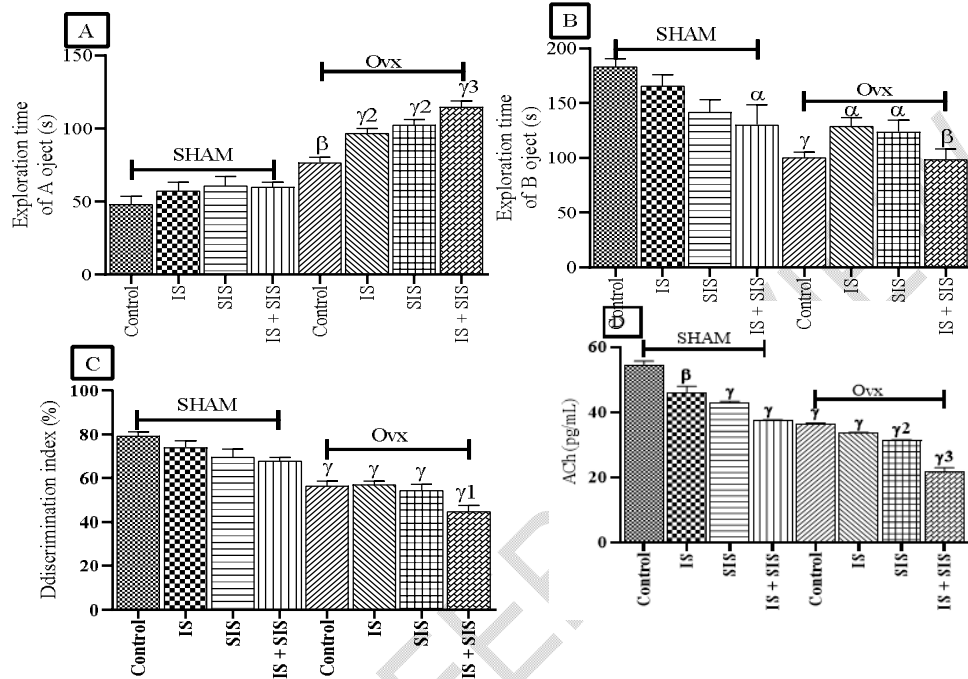 A
Exploration time
of A oject (s)
150
100
50
0
SHAM
Ovx
β
γ2
γ2
γ3
Control
IS
SIS
IS + SIS
Control
IS
SIS
IS + SIS
B
Exploration time
of B oject (s)
200
150
100
50
0
SHAM
Ovx
α
γ
α
α
β
Control
IS
SIS
IS + SIS
Control
IS
SIS
IS + SIS
C
Ddiscrimination index (%)
100
80
60
40
20
0
SHAM
Ovx
γ
γ
γ
γ1
Control
IS
SIS
IS + SIS
Control
IS
SIS
IS + SIS
D
ACh (pg/mL)
60
40
20
0
SHAM
Ovx
β
γ
γ
γ
γ
γ2
γ3
Control
IS
SIS
IS + SIS
Control
IS
SIS
IS + SIS